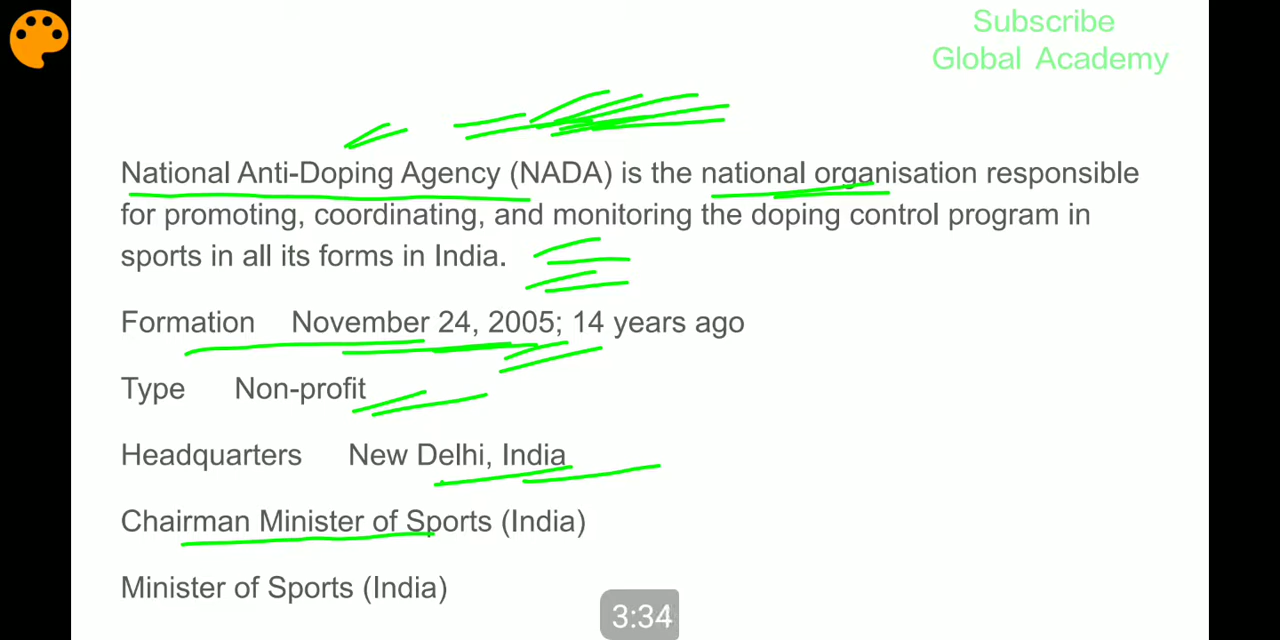 Subscribe
Global Academy
National Anti-Doping Agency (NADA) is the national organisation responsible
for promoting, coordinating, and monitoring the doping control program in
sports in all its forms in India.
Formation November 24, 2005; 14 years ago
Type Non-profit
Headquarters New Delhi, India
Chairman Minister of Sports (India)
Minister of Sports (India)
3:34